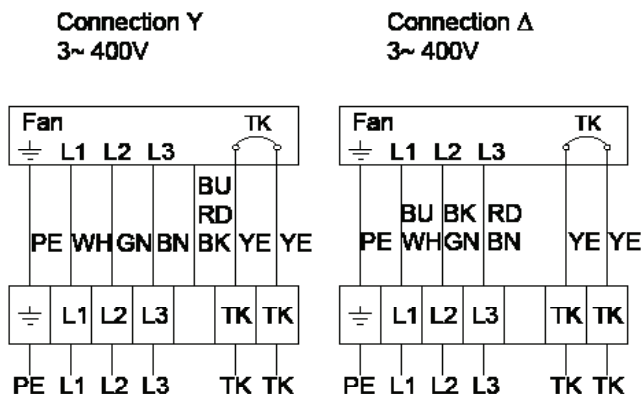 Connection Y
3~ 400V
Fan TK
L1 L2 L3
BU
RD
PE WH GN BN BK YE YE
L1 L2 L3 TK TK
PE L1 L2 L3 TK TK
Connection Δ
3~ 400V
Fan TK
L1 L2 L3
BU BK RD
PE WH GN BN YE YE
L1 L2 L3 TK TK
PE L1 L2 L3 TK TK